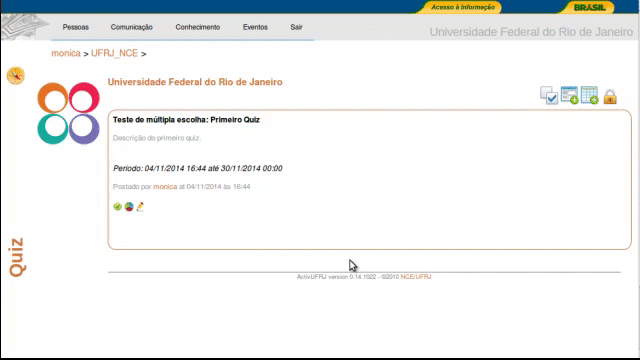 Acesso à Informação
BRASIL
Pessoas Comunicação Conhecimento Eventos Sair
Universidade Federal do Rio de Janeiro
monica > UFRJ_NCE >
Universidade Federal do Rio de Janeiro
Teste de múltipla escolha: Primeiro Quiz
Descrição do primeiro quiz.
Período: 04/11/2014 16:44 até 30/11/2014 00:00
Postado por monica at 04/11/2014 às 16:44
Quiz
ActivUFRJ version 0.14.1022 - ©2010 NCE/UFRJ